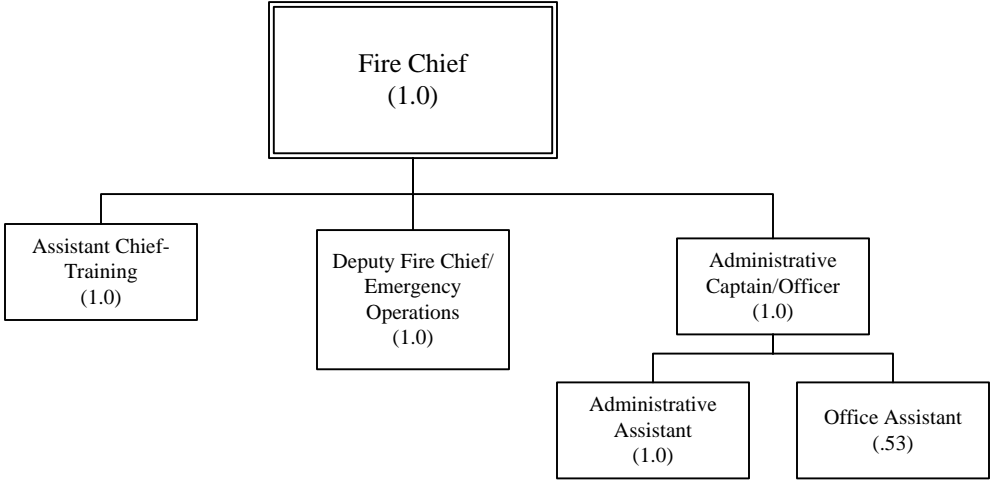 Fire Chief
(1.0)
Assistant Chief-
Training
(1.0)
Deputy Fire Chief/
Emergency
Operations
(1.0)
Administrative
Captain/Officer
(1.0)
Administrative
Assistant
(1.0)
Office Assistant
(.53)